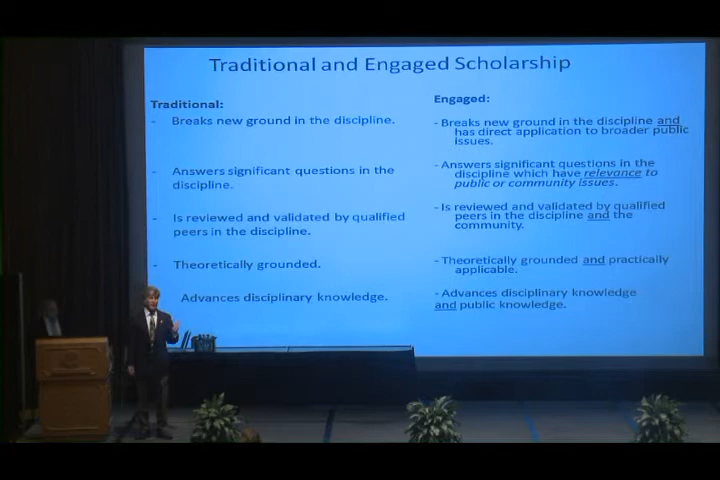 Traditional and Engaged Scholarship
Traditional:
- Breaks new ground in the discipline.
- Answers significant questions in the
discipline.
- Is reviewed and validated by qualified
peers in the discipline.
- Theoretically grounded.
Advances disciplinary knowledge.
Engaged:
- Breaks new ground in the discipline and
has direct application to broader public
issues.
- Answers significant questions in the
discipline which have relevance to
public or community issues.
- Is reviewed and validated by qualified
peers in the discipline and the
community.
- Theoretically grounded and practically
applicable.
- Advances disciplinary knowledge
and public knowledge.